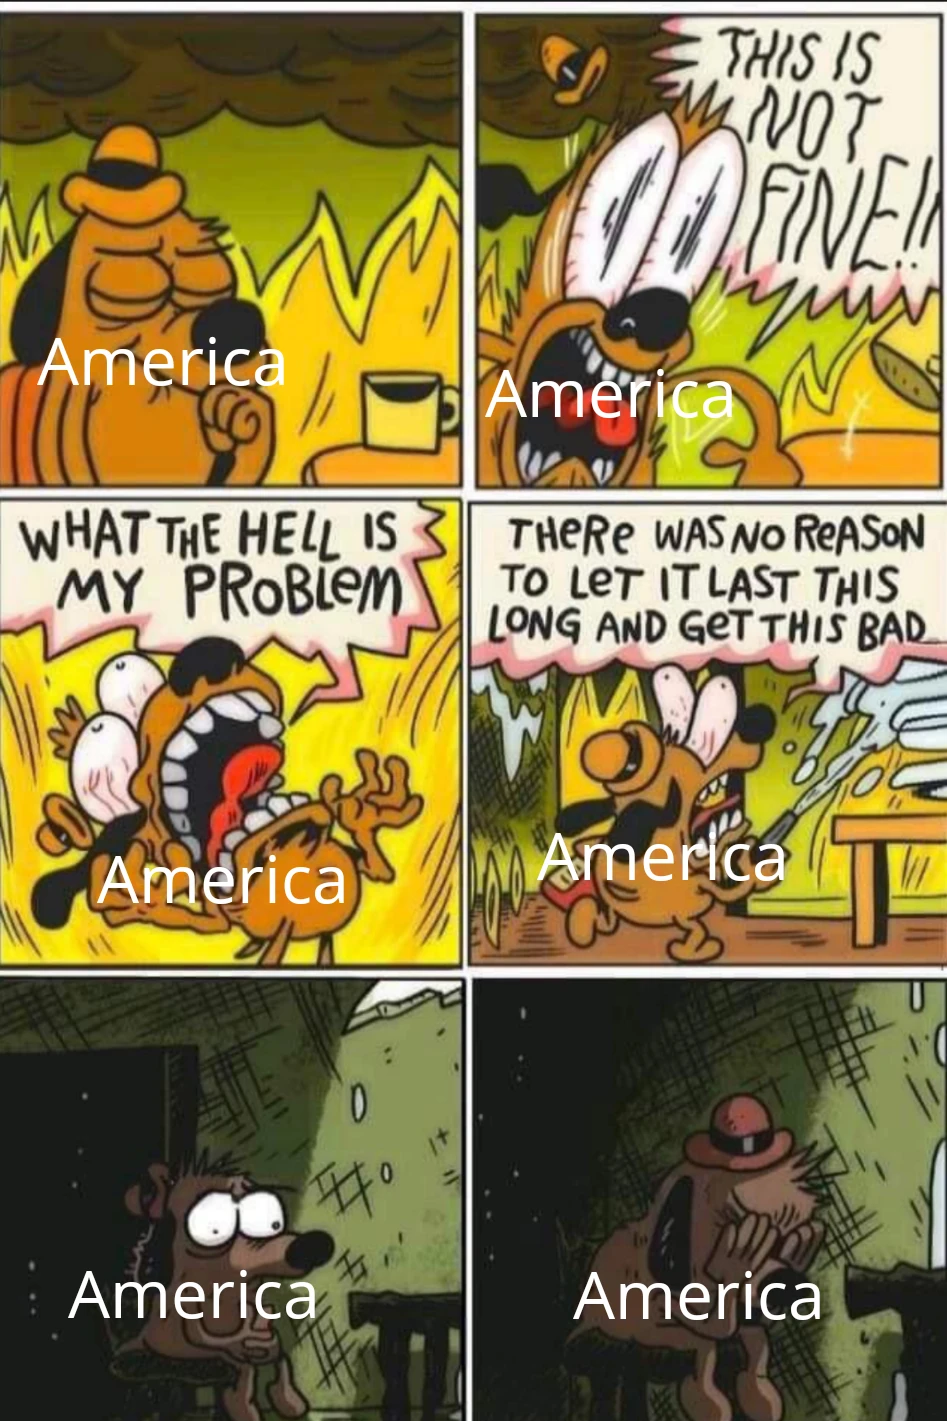 THIS IS
NOT
FINE!!
America
America
WHAT THE HELL IS
MY PROBLEM
America
THERE WAS NO REASON
TO LET IT LAST THIS
LONG AND GET THIS BAD
America
America
America